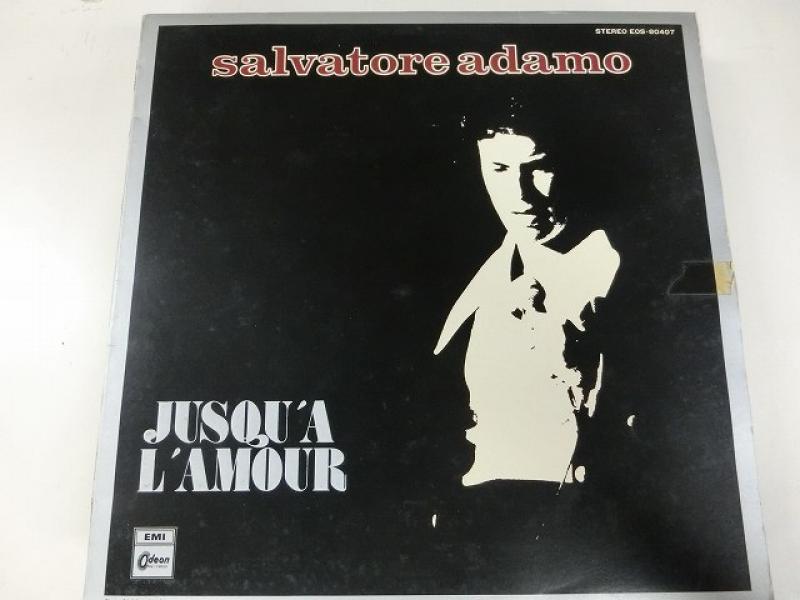 STEREO EOS-80407
salvatore adamo
JUSQU'A
L'AMOUR
EMI
Odeon